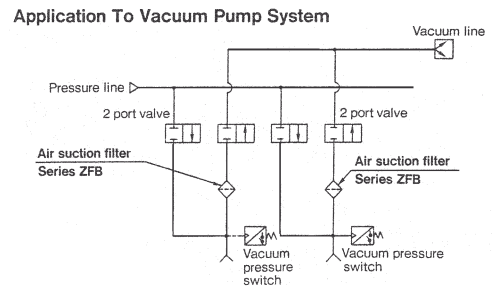 Application To Vacuum Pump System
Vacuum line
Pressure line
2 port valve
2 port valve
Air suction filter
Series ZFB
Air suction filter
Series ZFB
Vacuum
pressure
switch
Vacuum pressure
switch